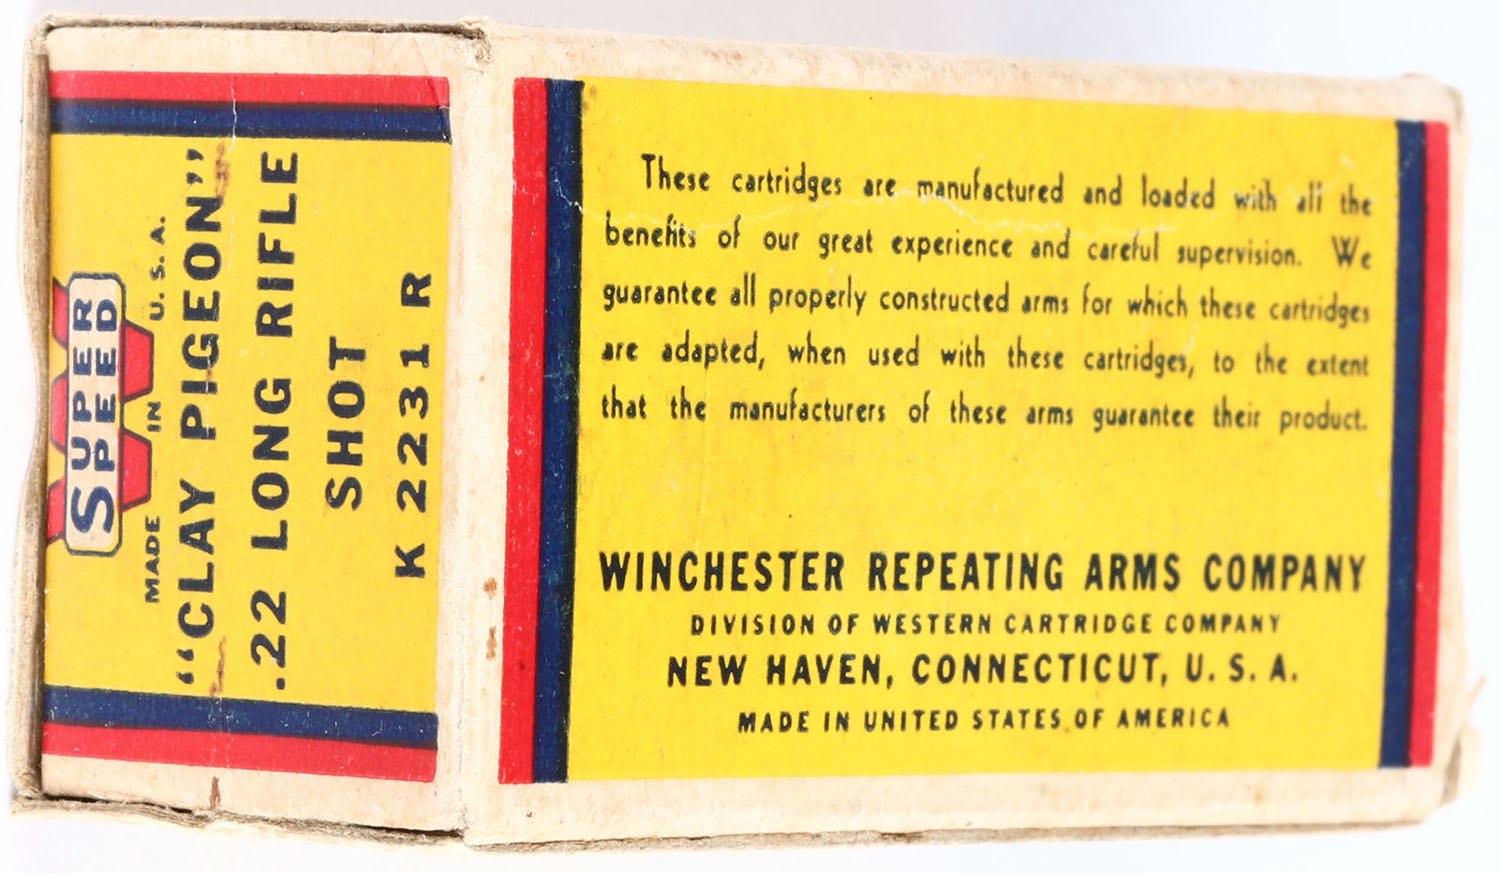 SUPER
SPEED
MADE IN U.S.A.
“CLAY PIGEON”
.22 LONG RIFLE
SHOT
K 2231 R
These cartridges are manufactured and loaded with all the
benefits of our great experience and careful supervision. We
guarantee all properly constructed arms for which these cartridges
are adapted, when used with these cartridges, to the extent
that the manufacturers of these arms guarantee their product.
WINCHESTER REPEATING ARMS COMPANY
DIVISION OF WESTERN CARTRIDGE COMPANY
NEW HAVEN, CONNECTICUT, U. S. A.
MADE IN UNITED STATES OF AMERICA